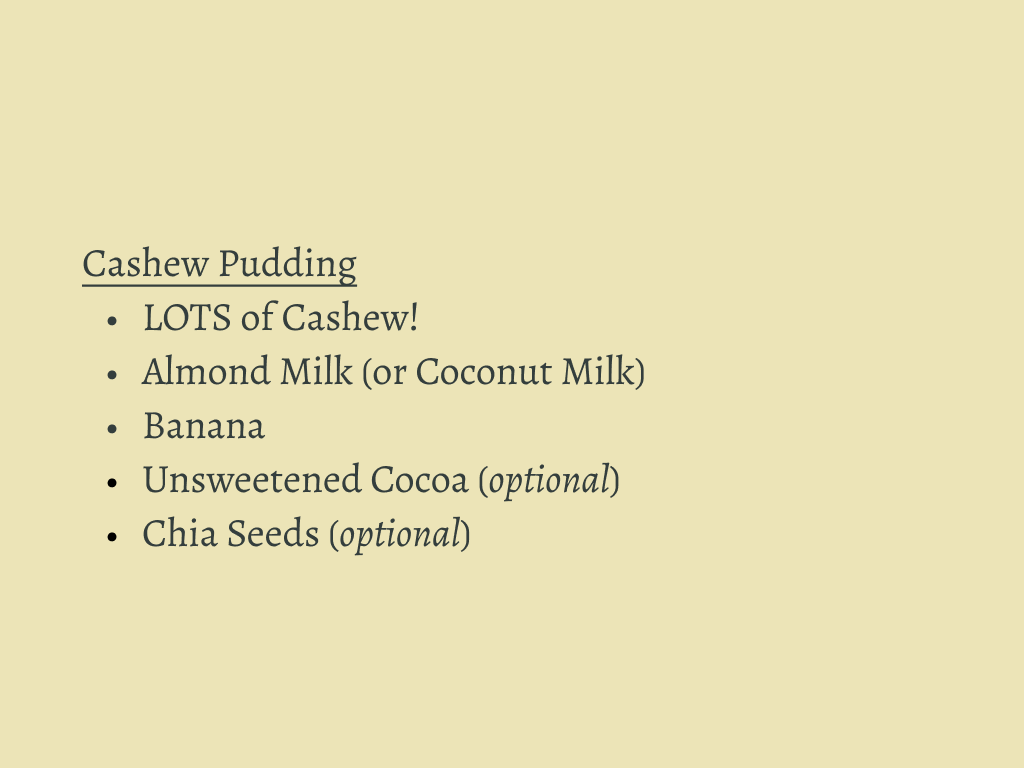 Cashew Pudding
• LOTS of Cashew!
• Almond Milk (or Coconut Milk)
• Banana
• Unsweetened Cocoa (optional)
• Chia Seeds (optional)